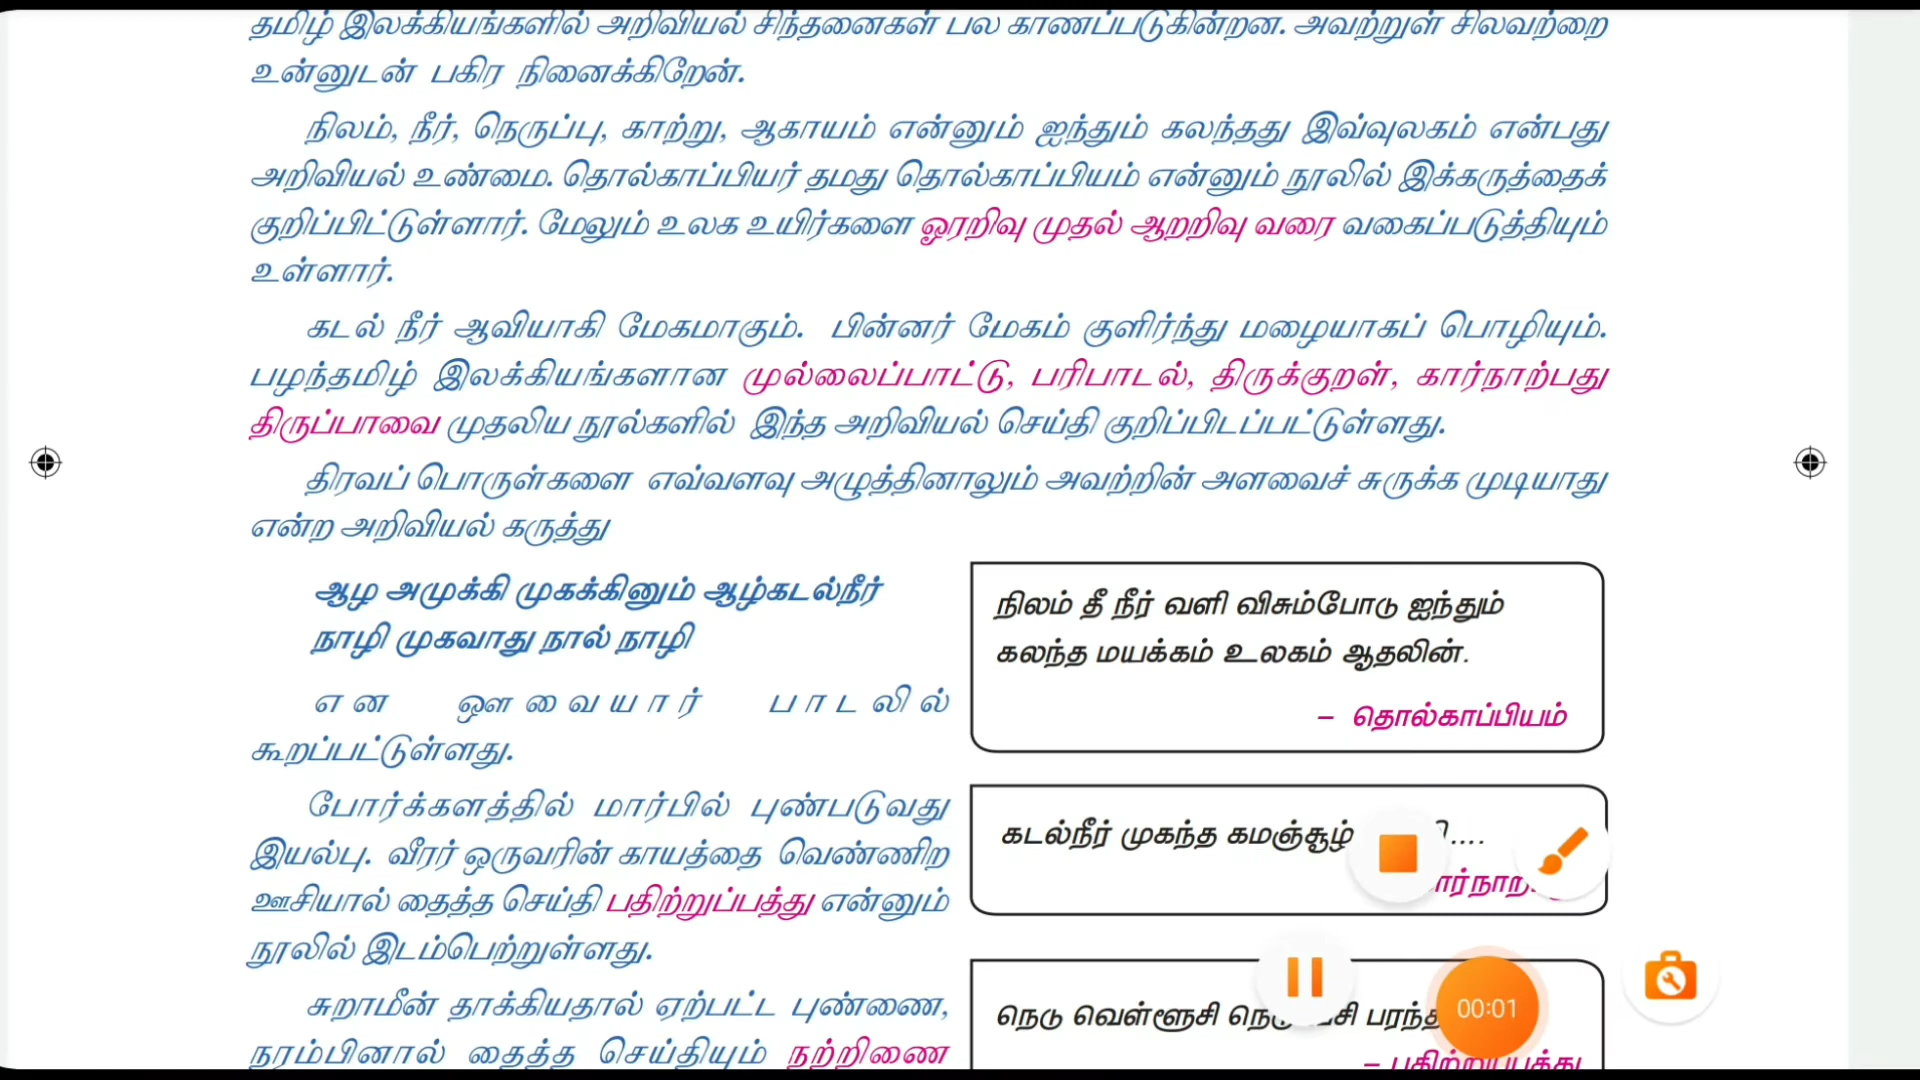 தமிழ் இலக்கியங்களில் அறிவியல் சிந்தனைகள் பல காணப்படுகின்றன. அவற்றுள் சிலவற்றை
உன்னுடன் பகிர நினைக்கிறேன்.
நிலம், நீர், நெருப்பு, காற்று, ஆகாயம் என்னும் ஐந்தும் கலந்தது இவ்வுலகம் என்பது
அறிவியல் உண்மை. தொல்காப்பியர் தமது தொல்காப்பியம் என்னும் நூலில் இக்கருத்தைக்
குறிப்பிட்டுள்ளார். மேலும் உலக உயிர்களை ஓரறிவு முதல் ஆறறிவு வரை வகைப்படுத்தியும்
உள்ளார்.
கடல் நீர் ஆவியாகி மேகமாகும். பின்னர் மேகம் குளிர்ந்து மழையாகப் பொழியும்.
பழந்தமிழ் இலக்கியங்களான முல்லைப்பாட்டு, பரிபாடல், திருக்குறள், கார்நாற்பது
திருப்பாவை முதலிய நூல்களில் இந்த அறிவியல் செய்தி குறிப்பிடப்பட்டுள்ளது.
திரவப் பொருள்களை எவ்வளவு அழுத்தினாலும் அவற்றின் அளவைச் சுருக்க முடியாது
என்ற அறிவியல் கருத்து
ஆழ அமுக்கி முகக்கினும் ஆழ்கடல்நீர்
நாழி முகவாது நால் நாழி
என ஔவையார் பாடலில்
கூறப்பட்டுள்ளது.
போர்க்களத்தில் மார்பில் புண்படுவது
இயல்பு. வீரர் ஒருவரின் காயத்தை வெண்ணிற
ஊசியால் தைத்த செய்தி பதிற்றுப்பத்து என்னும்
நூலில் இடம்பெற்றுள்ளது.
சுறாமீன் தாக்கியதால் ஏற்பட்ட புண்ணை,
நரம்பினால் தைத்த செய்தியும் நற்றிணை
நிலம் தீ நீர் வளி விசும்போடு ஐந்தும்
கலந்த மயக்கம் உலகம் ஆதலின்.
– தொல்காப்பியம்
கடல்நீர் முகந்த கமஞ்சூழ் ....
நெடு வெள்ளூசி
– பதிற்றுப்பத்து
00:01